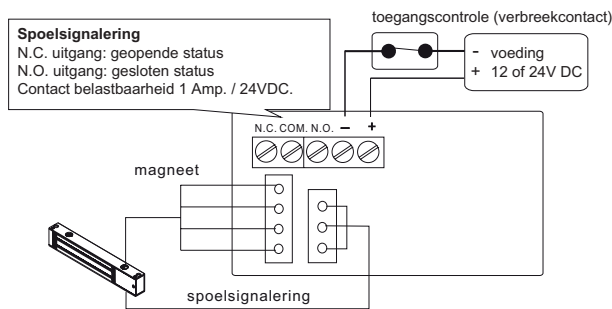 toegangscontrole (verbreekcontact)
Spoelsignalering
N.C. uitgang: geopende status
N.O. uitgang: gesloten status
Contact belastbaarheid 1 Amp. / 24VDC.
- voeding
+ 12 of 24V DC
N.C. COM. N.O. – +
magneet
spoelsignalering